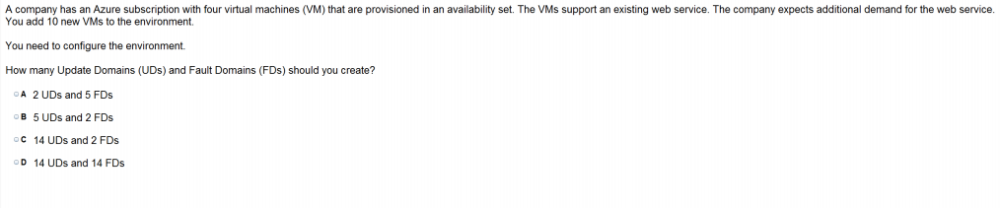 A company has an Azure subscription with four virtual machines (VM) that are provisioned in an availability set. The VMs support an existing web service. The company expects additional demand for the web service.
You add 10 new VMs to the environment.
You need to configure the environment.
How many Update Domains (UDs) and Fault Domains (FDs) should you create?
A 2 UDs and 5 FDs
B 5 UDs and 2 FDs
C 14 UDs and 2 FDs
D 14 UDs and 14 FDs